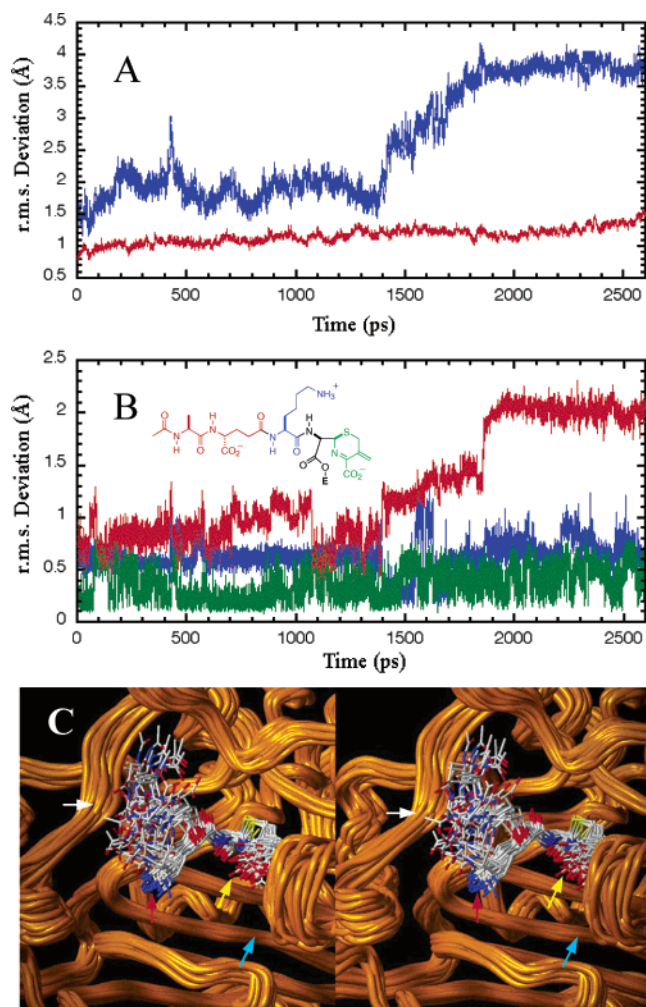 A
r.m.s. Deviation (Å)
4.5
4
3.5
3
2.5
2
1.5
1
0.5
0
500
1000
1500
2000
2500
Time (ps)
B
r.m.s. Deviation (Å)
2.5
2
1.5
1
0.5
0
O
O
H
N
N
H
O
CO₂⁻
O
N
H
NH₃⁺
H
N
O
O
E
S
N
CO₂⁻
0
500
1000
1500
2000
2500
Time (ps)
C